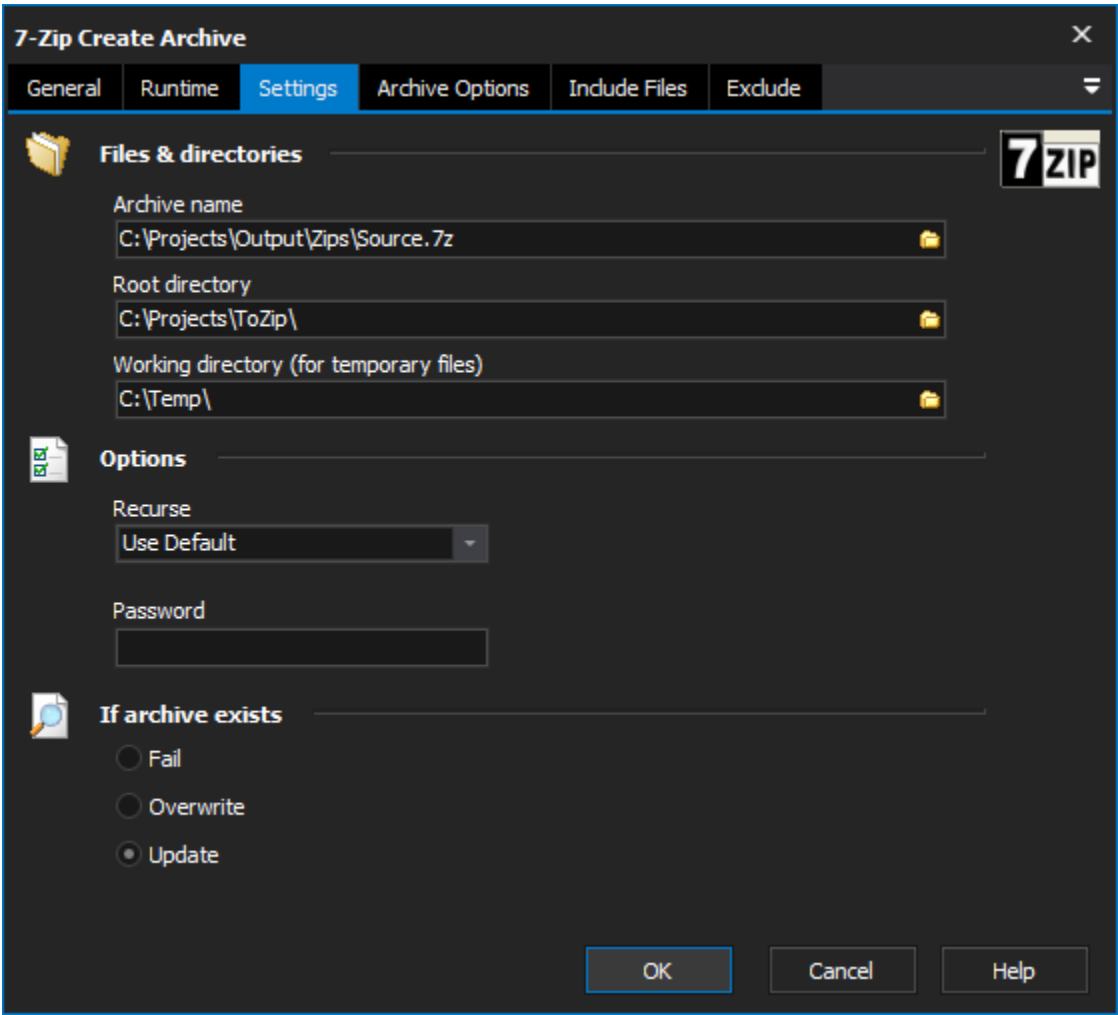 7-Zip Create Archive
General Runtime Settings Archive Options Include Files Exclude
Files & directories
7 ZIP
Archive name
C:\Projects\Output\Zips\Source.7z
Root directory
C:\Projects\ToZip\
Working directory (for temporary files)
C:\Temp\
Options
Recurse
Use Default
Password
If archive exists
Fail
Overwrite
Update
OK Cancel Help